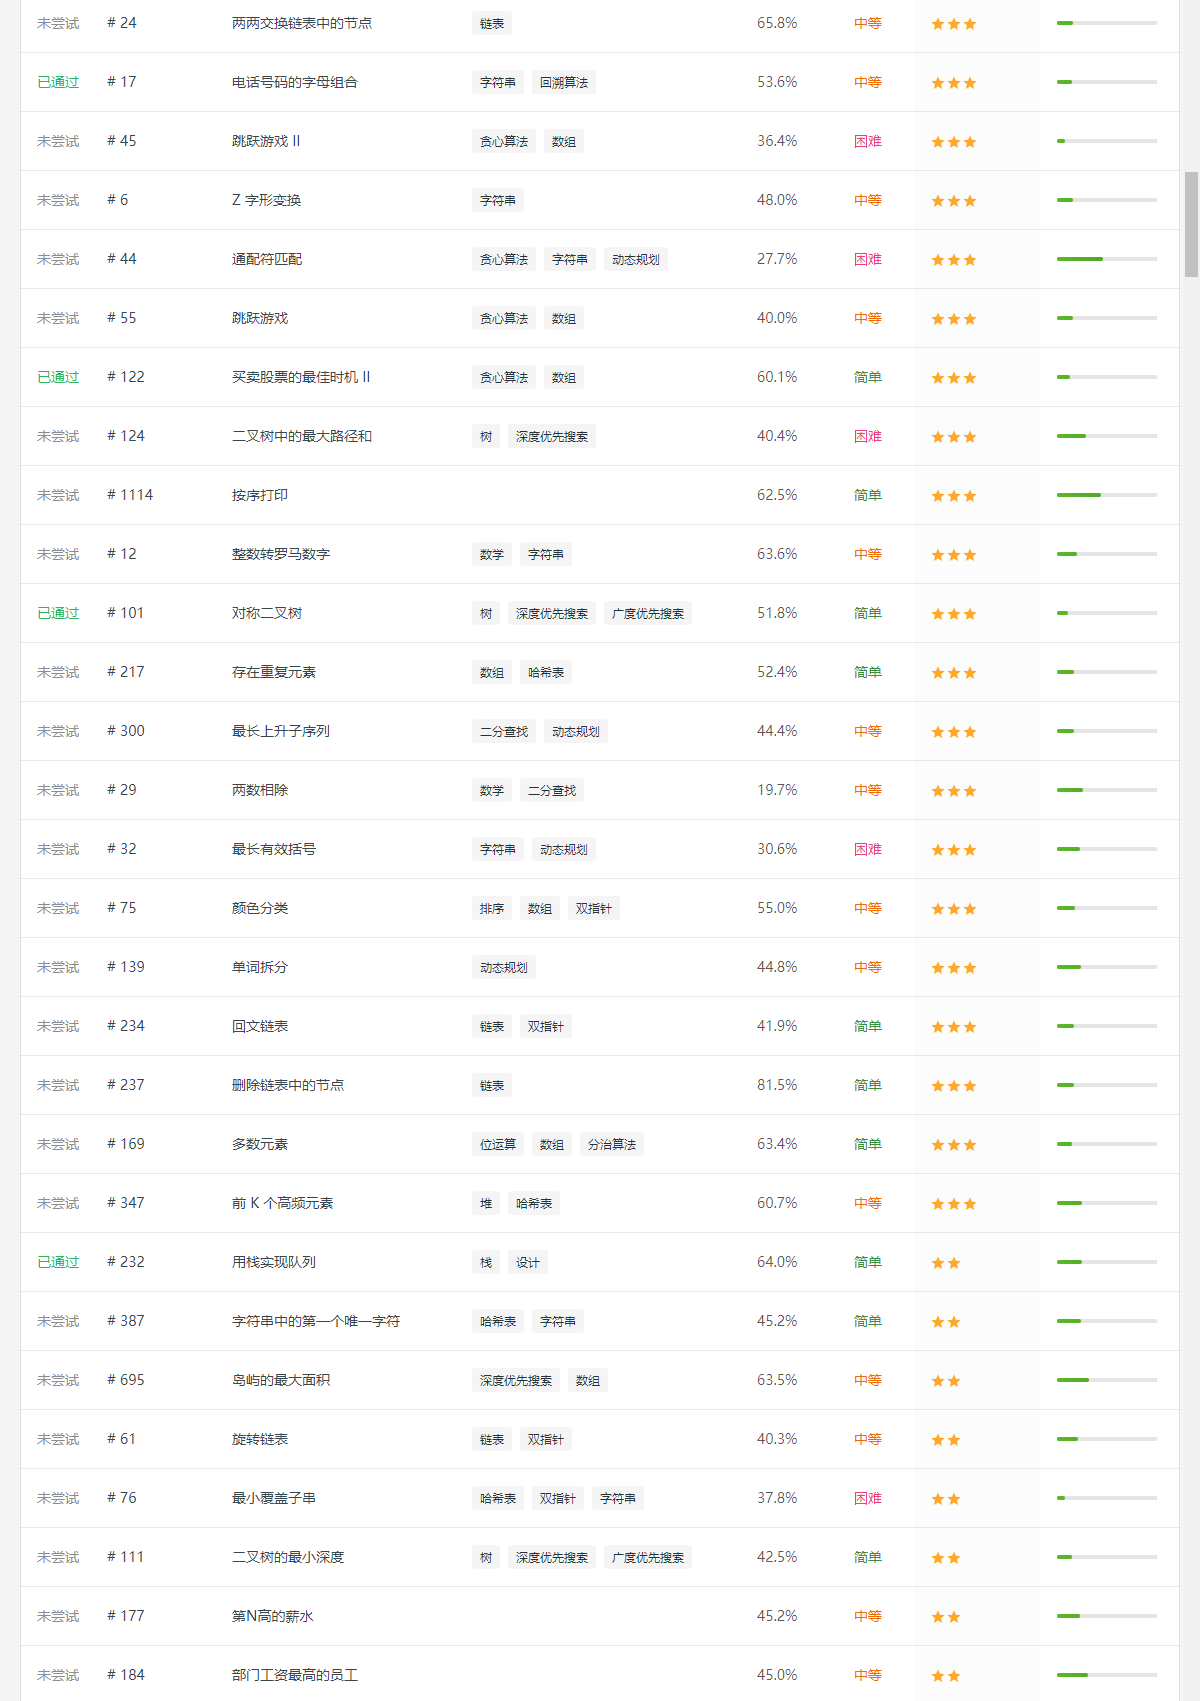 未尝试 # 24 两两交换链表中的节点 链表 65.8% 中等
已通过 # 17 电话号码的字母组合 字符串 回溯算法 53.6% 中等
未尝试 # 45 跳跃游戏 II 贪心算法 数组 36.4% 困难
未尝试 # 6 Z 字形变换 字符串 48.0% 中等
未尝试 # 44 通配符匹配 贪心算法 字符串 动态规划 27.7% 困难
未尝试 # 55 跳跃游戏 贪心算法 数组 40.0% 中等
已通过 # 122 买卖股票的最佳时机 II 贪心算法 数组 60.1% 简单
未尝试 # 124 二叉树中的最大路径和 树 深度优先搜索 40.4% 困难
未尝试 # 1114 按序打印 62.5% 简单
未尝试 # 12 整数转罗马数字 数学 字符串 63.6% 中等
已通过 # 101 对称二叉树 树 深度优先搜索 广度优先搜索 51.8% 简单
未尝试 # 217 存在重复元素 数组 哈希表 52.4% 简单
未尝试 # 300 最长上升子序列 二分查找 动态规划 44.4% 中等
未尝试 # 29 两数相除 数学 二分查找 19.7% 中等
未尝试 # 32 最长有效括号 字符串 动态规划 30.6% 困难
未尝试 # 75 颜色分类 排序 数组 双指针 55.0% 中等
未尝试 # 139 单词拆分 动态规划 44.8% 中等
未尝试 # 234 回文链表 链表 双指针 41.9% 简单
未尝试 # 237 删除链表中的节点 链表 81.5% 简单
未尝试 # 169 多数元素 位运算 数组 分治算法 63.4% 简单
未尝试 # 347 前 K 个高频元素 堆 哈希表 60.7% 中等
已通过 # 232 用栈实现队列 栈 设计 64.0% 简单
未尝试 # 387 字符串中的第一个唯一字符 哈希表 字符串 45.2% 简单
未尝试 # 695 岛屿的最大面积 深度优先搜索 数组 63.5% 中等
未尝试 # 61 旋转链表 链表 双指针 40.3% 中等
未尝试 # 76 最小覆盖子串 哈希表 双指针 字符串 37.8% 困难
未尝试 # 111 二叉树的最小深度 树 深度优先搜索 广度优先搜索 42.5% 简单
未尝试 # 177 第N高的薪水 45.2% 中等
未尝试 # 184 部门工资最高的员工 45.0% 中等